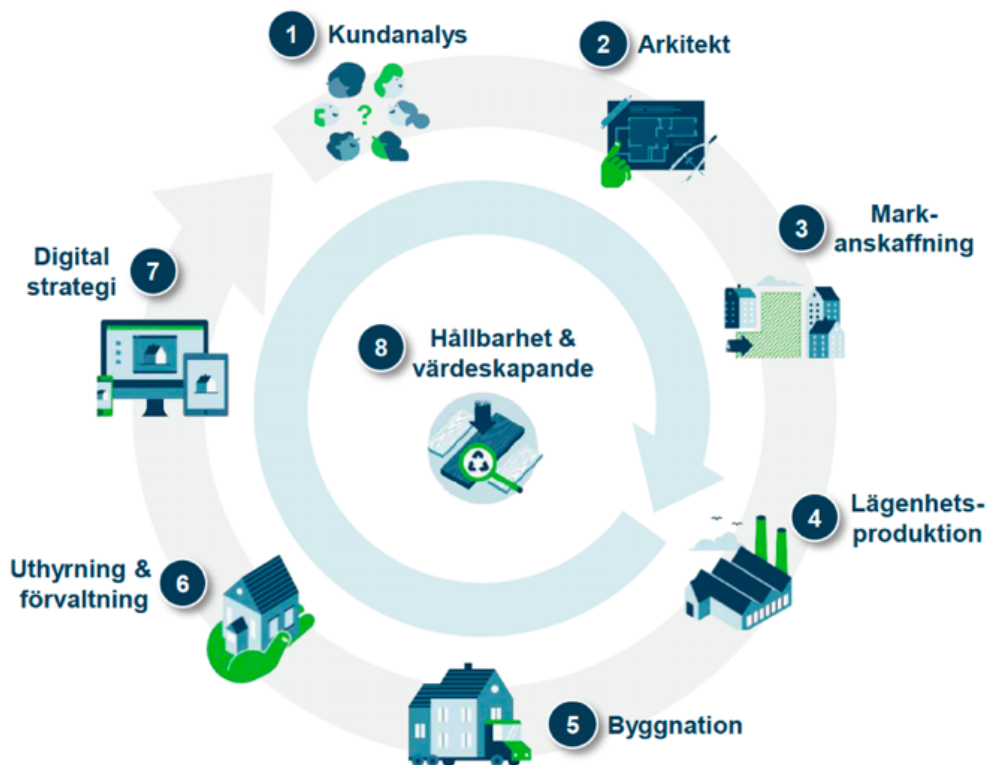 1 Kundanalys
2 Arkitekt
3 Mark-
anskaffning
4 Lägenhets-
produktion
5 Byggnation
6 Uthyrning &
förvaltning
7 Digital
strategi
8 Hållbarhet &
värdeskapande
?